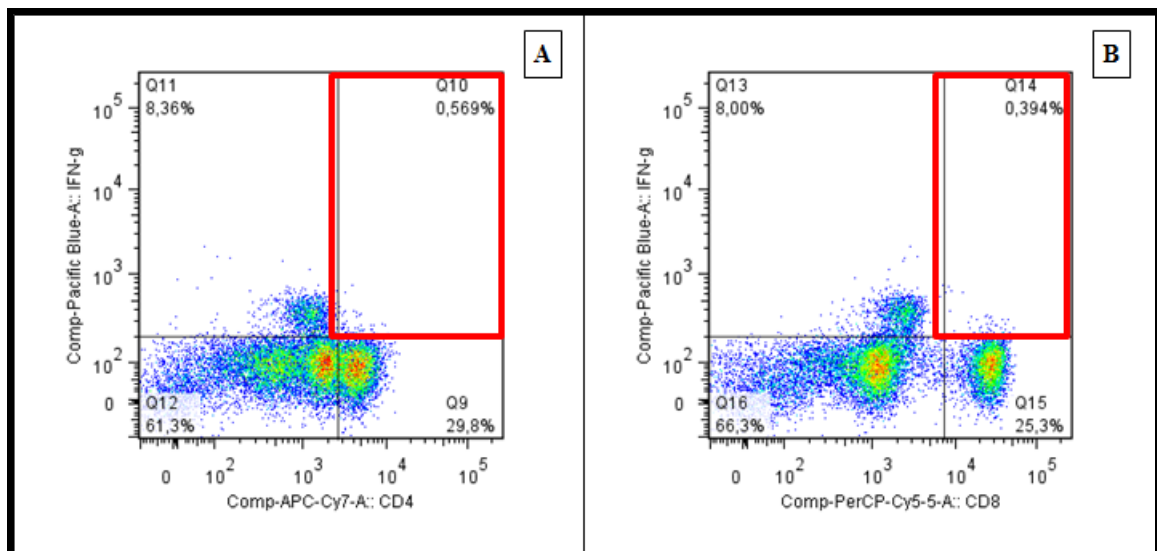 A
Q11
8,36%
Q10
0,569%
10^5
10^4
10^3
10^2
0
Comp-Pacific Blue-A:: IFN-g
Q12
61,3%
Q9
29,8%
0 10^2 10^3 10^4 10^5
Comp-APC-Cy7-A:: CD4
B
Q13
8,00%
Q14
0,394%
10^5
10^4
10^3
10^2
0
Comp-Pacific Blue-A:: IFN-g
Q16
66,3%
Q15
25,3%
0 10^2 10^3 10^4 10^5
Comp-PerCP-Cy5-5-A:: CD8